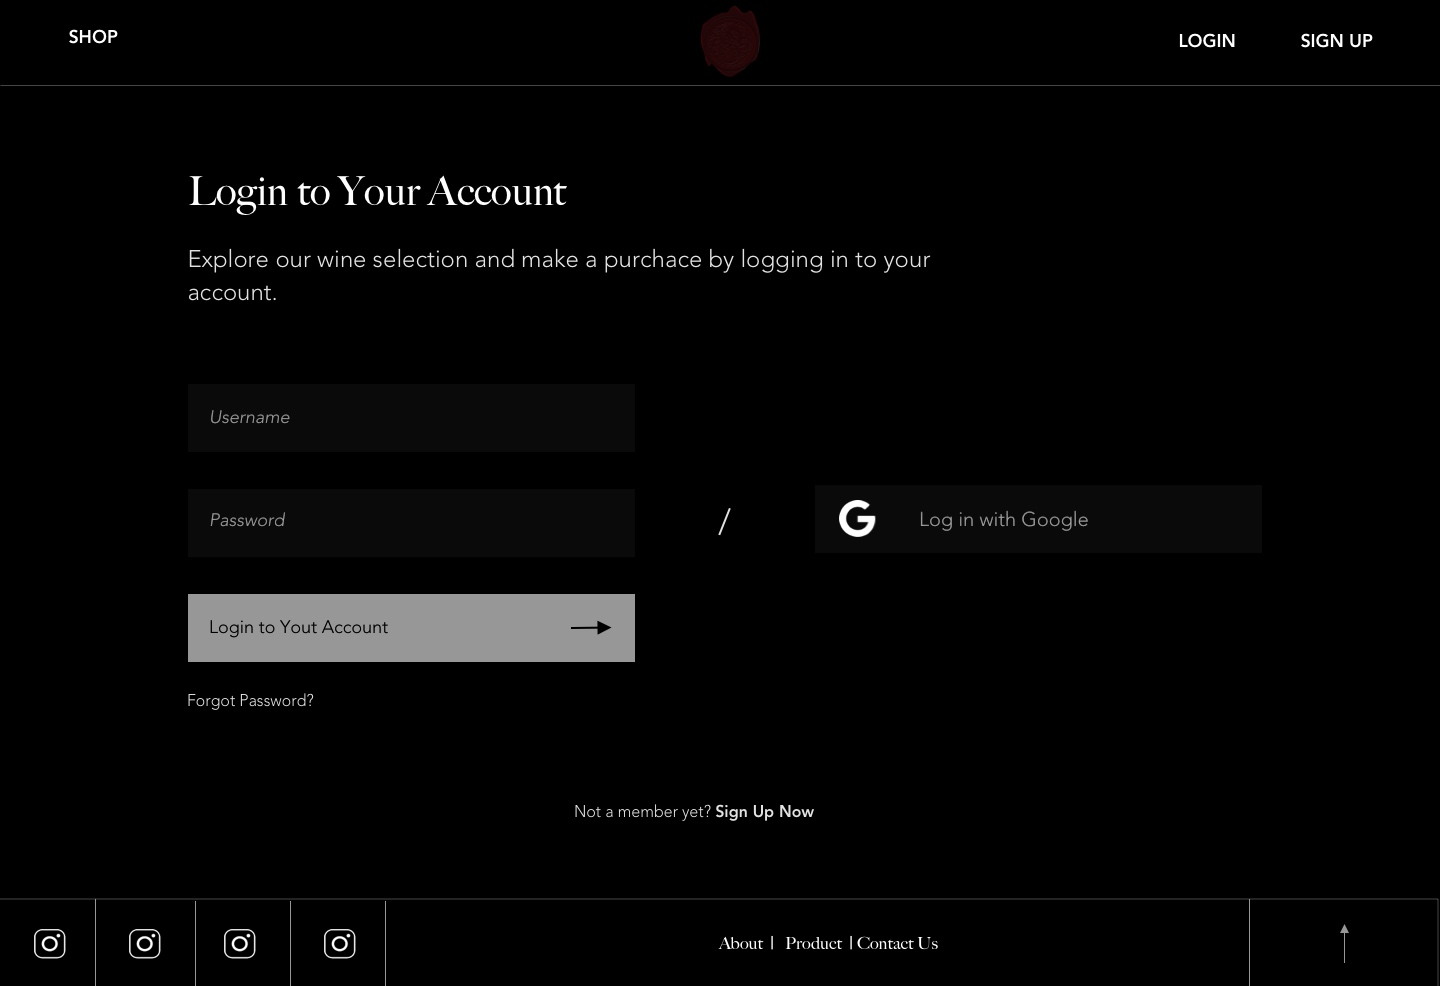 SHOP
LOGIN
SIGN UP
Login to Your Account
Explore our wine selection and make a purchace by logging in to your
account.
Username
Password
/
G
Log in with Google
Login to Yout Account
Forgot Password?
Not a member yet? Sign Up Now
About | Product | Contact Us